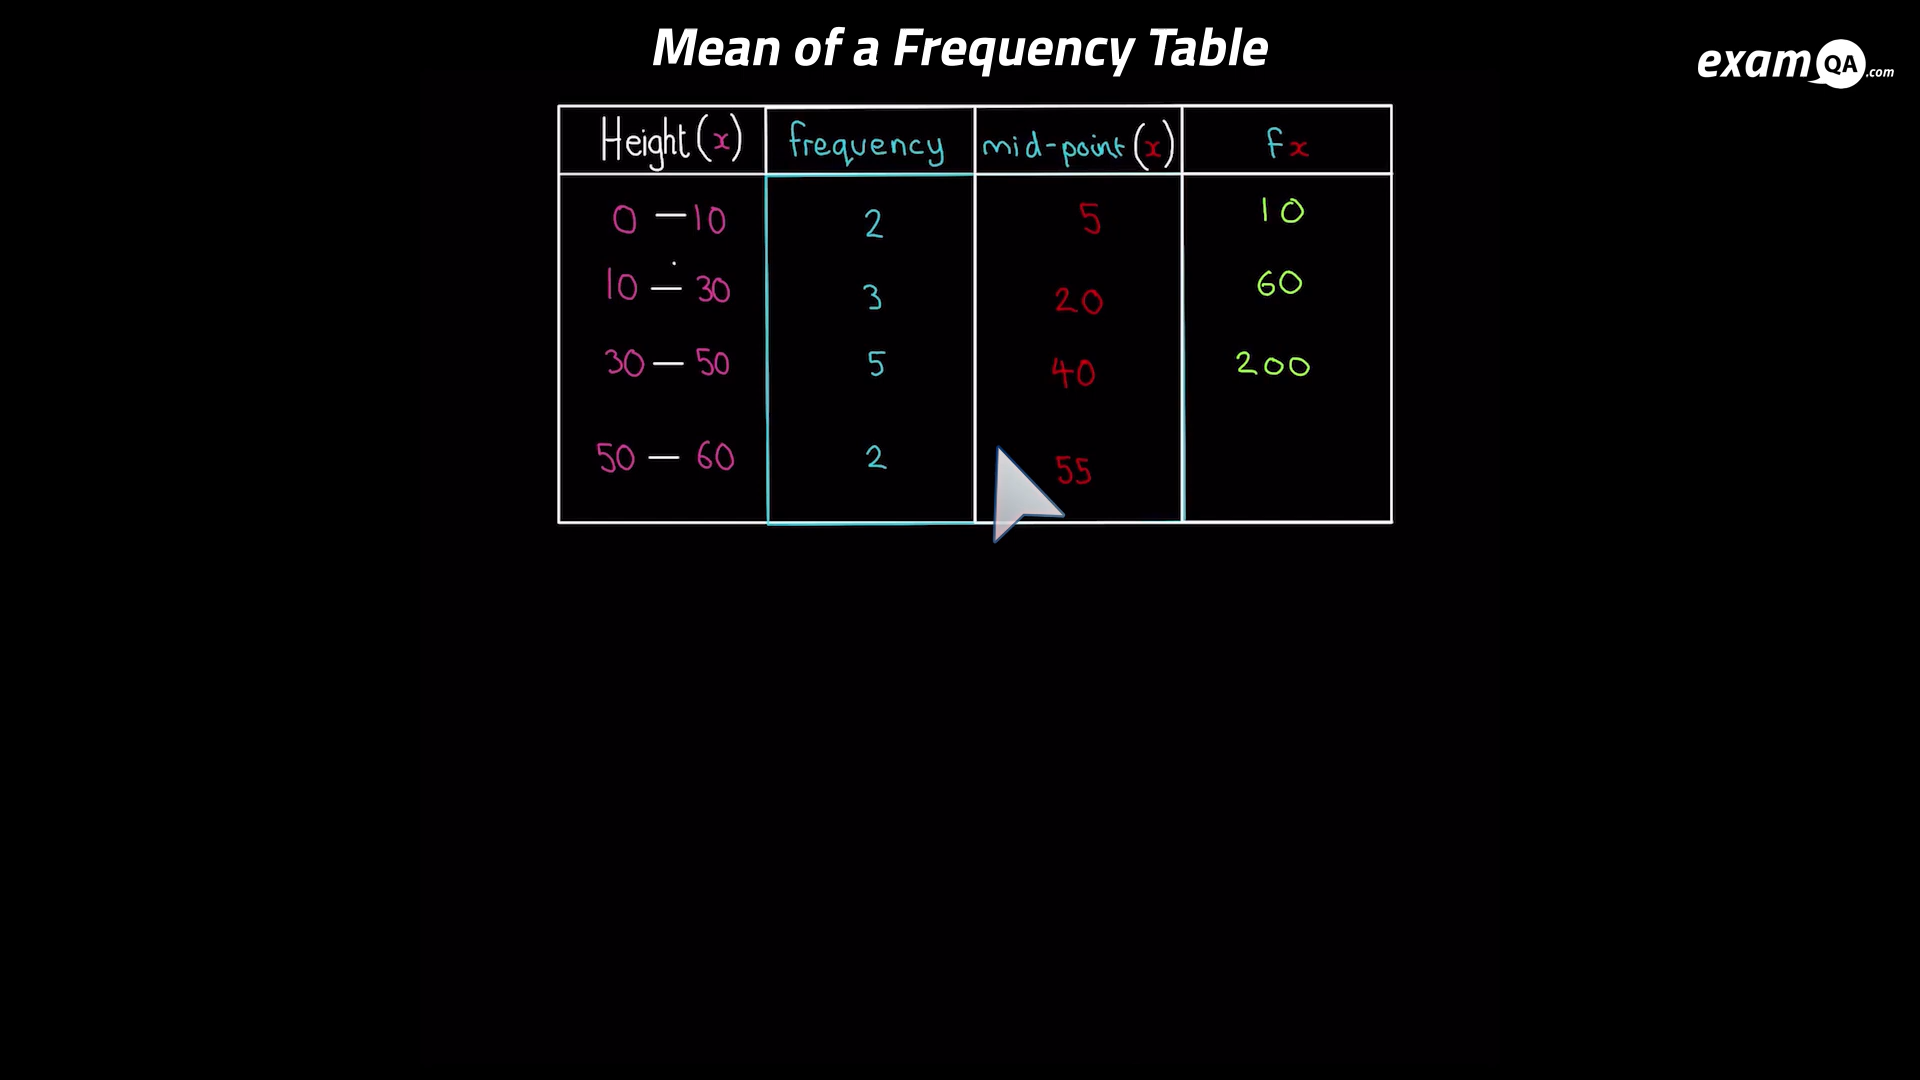 Mean of a Frequency Table
examQA.com
Height (x) frequency mid-point (x) fx
0 — 10 2 5 10
10 — 30 3 20 60
30 — 50 5 40 200
50 — 60 2 55